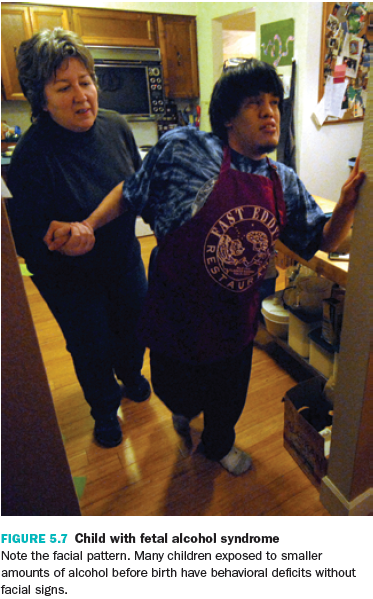 FAST EDDY
RESTAURA
FIGURE 5.7 Child with fetal alcohol syndrome
Note the facial pattern. Many children exposed to smaller
amounts of alcohol before birth have behavioral deficits without
facial signs.